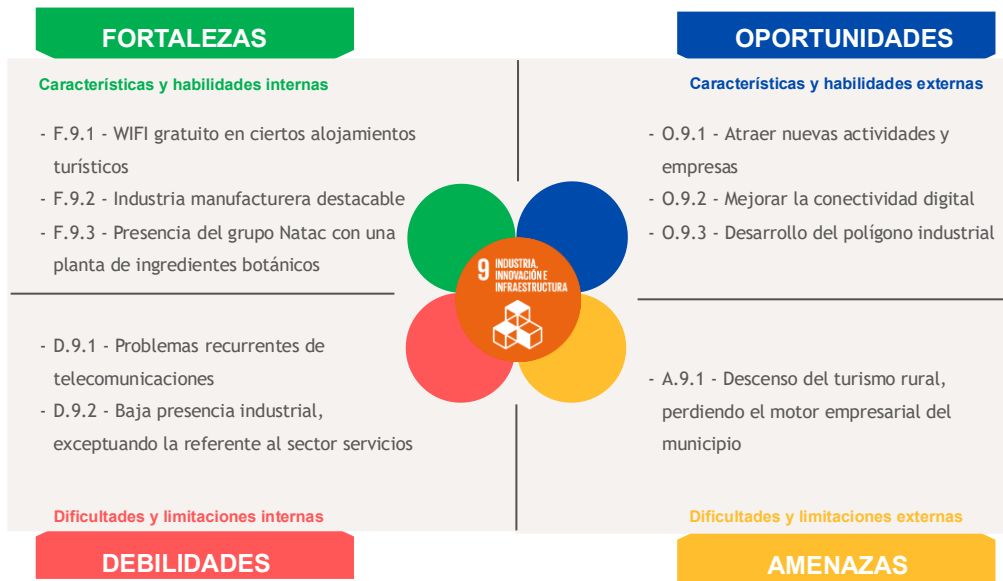 FORTALEZAS
Características y habilidades internas
- F.9.1 - WIFI gratuito en ciertos alojamientos
turísticos
- F.9.2 - Industria manufacturera destacable
- F.9.3 - Presencia del grupo Natac con una
planta de ingredientes botánicos
OPORTUNIDADES
Características y habilidades externas
- O.9.1 - Atraer nuevas actividades y
empresas
- O.9.2 - Mejorar la conectividad digital
- O.9.3 - Desarrollo del polígono industrial
9 INDUSTRIA,
INNOVACIÓN E
INFRAESTRUCTURA
- D.9.1 - Problemas recurrentes de
telecomunicaciones
- D.9.2 - Baja presencia industrial,
exceptuando la referente al sector servicios
Dificultades y limitaciones internas
DEBILIDADES
- A.9.1 - Descenso del turismo rural,
perdiendo el motor empresarial del
municipio
Dificultades y limitaciones externas
AMENAZAS